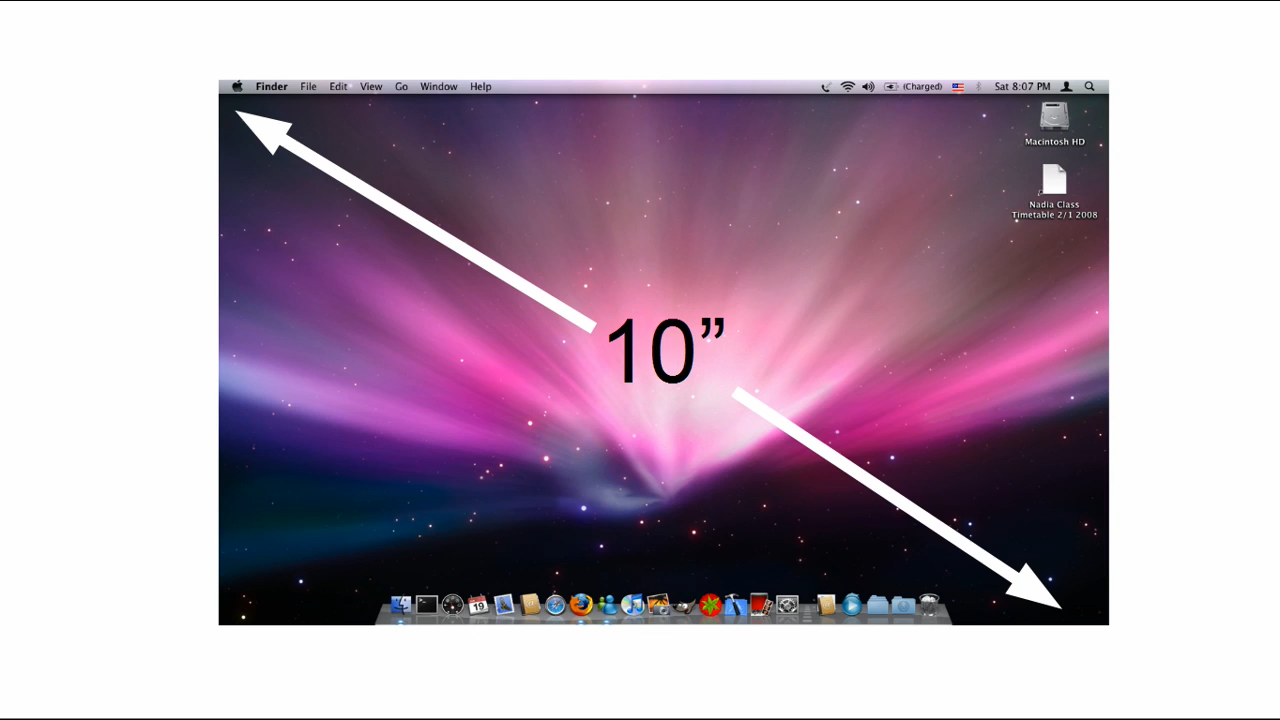 Finder File Edit View Go Window Help (Charged) Sat 8:07 PM
Macintosh HD
Nadia Class
Timetable 2/1 2008
10”
19